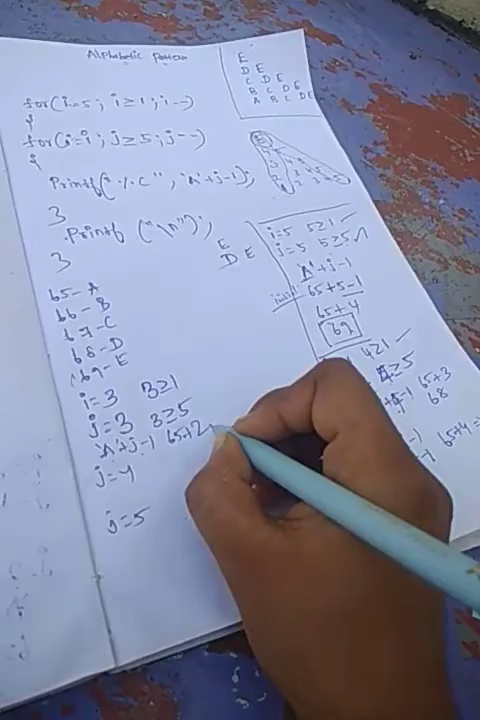 Alphabetic Pattern
E
D E
C D E
B C D E
A B C D E
for(i=5; i≥1; i--)
{
for(j=i; j≥5; j--)
{
Printf("%c", 'A'+j-1);
}
Printf ("\n");
}
E
D E
i=5 5≥1 ✓
j=5 5≥5 ✓
'A'+j-1
65+5-1
65+4
69
65-A
66-B
67-C
68-D
69-E
4≥1 ✓
≥5
65+3
68
65+4=
i=3 3≥1
j=3 3≥5
'A'+j-1 65+2
j=4
j=5